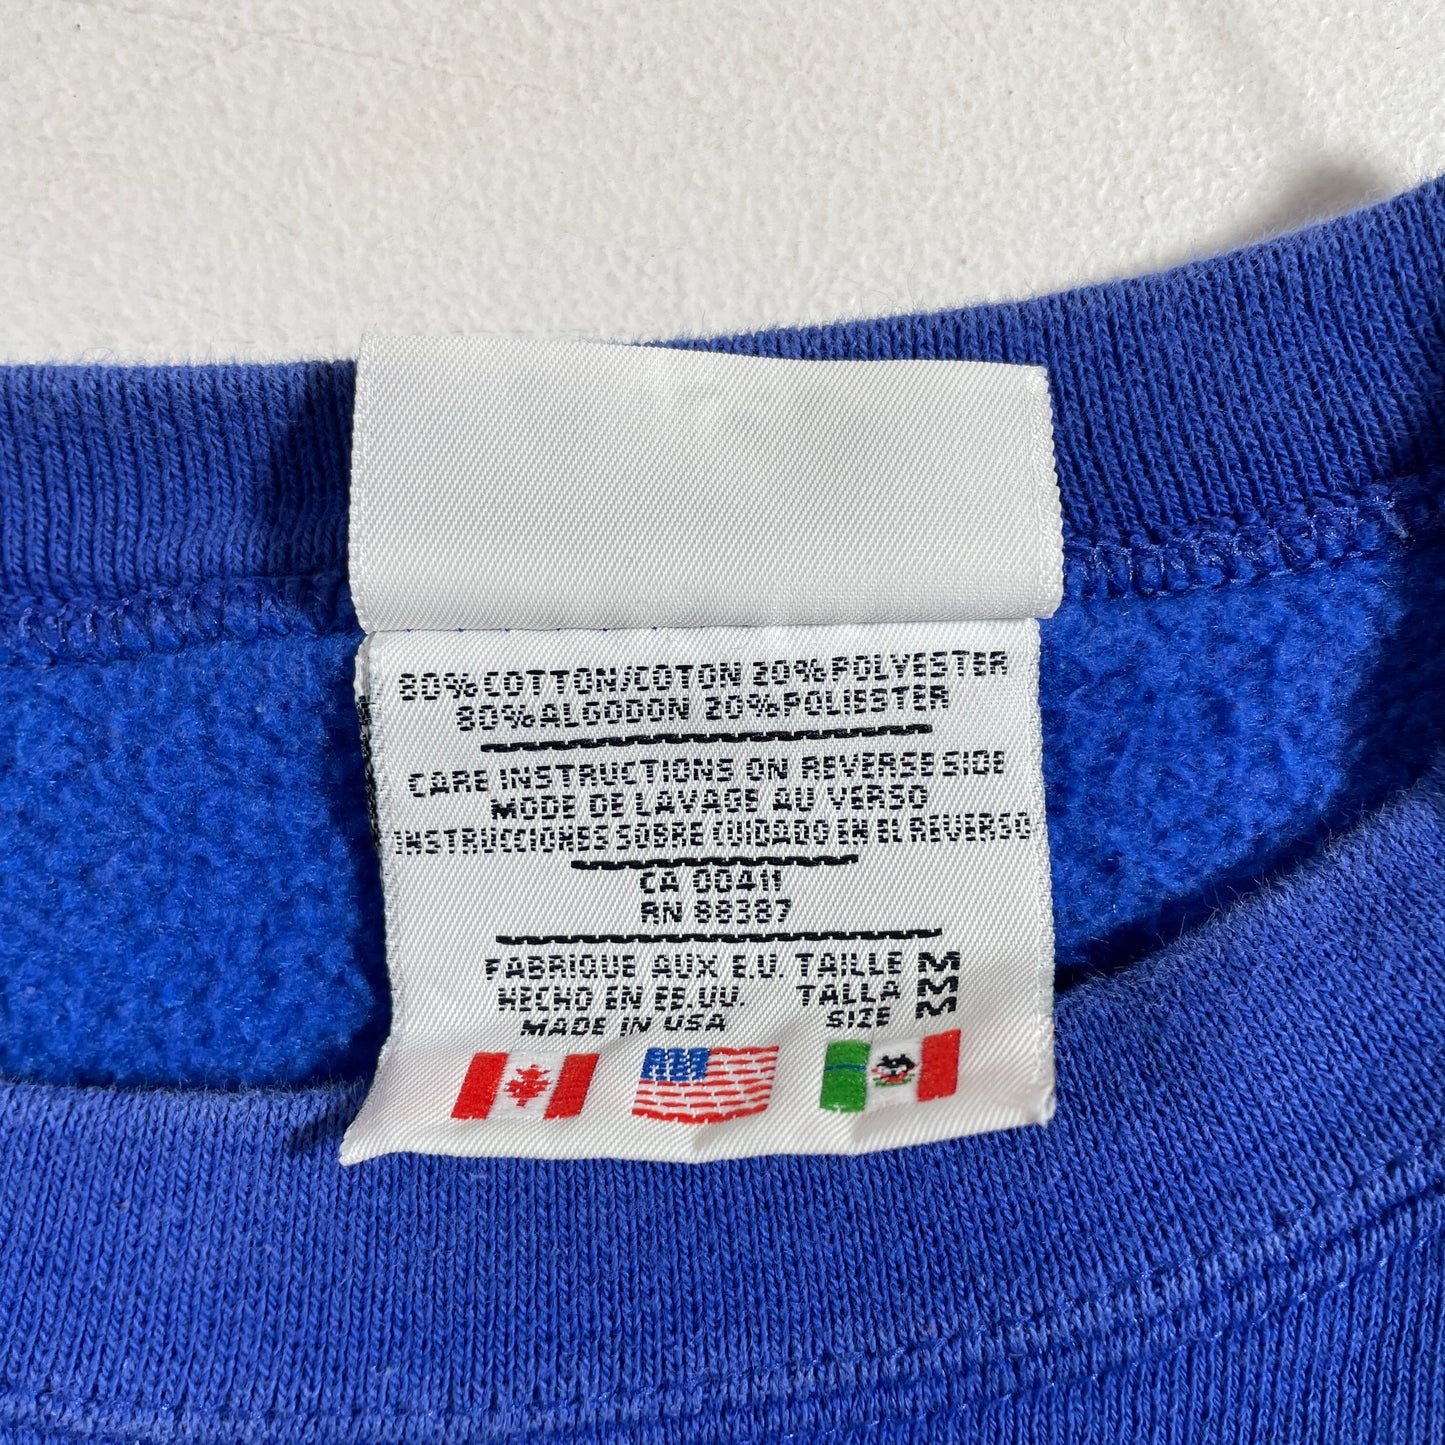 80% COTTON/COTON 20% POLYESTER
80% ALGODON 20% POLIESTER
CARE INSTRUCTIONS ON REVERSE SIDE
MODE DE LAVAGE AU VERSO
INSTRUCCIONES SOBRE CUIDADO EN EL REVERSO
CA 00411
RN 88387
FABRIQUE AUX E.U. TAILLE M
HECHO EN EE.UU. TALLA M
MADE IN USA SIZE M